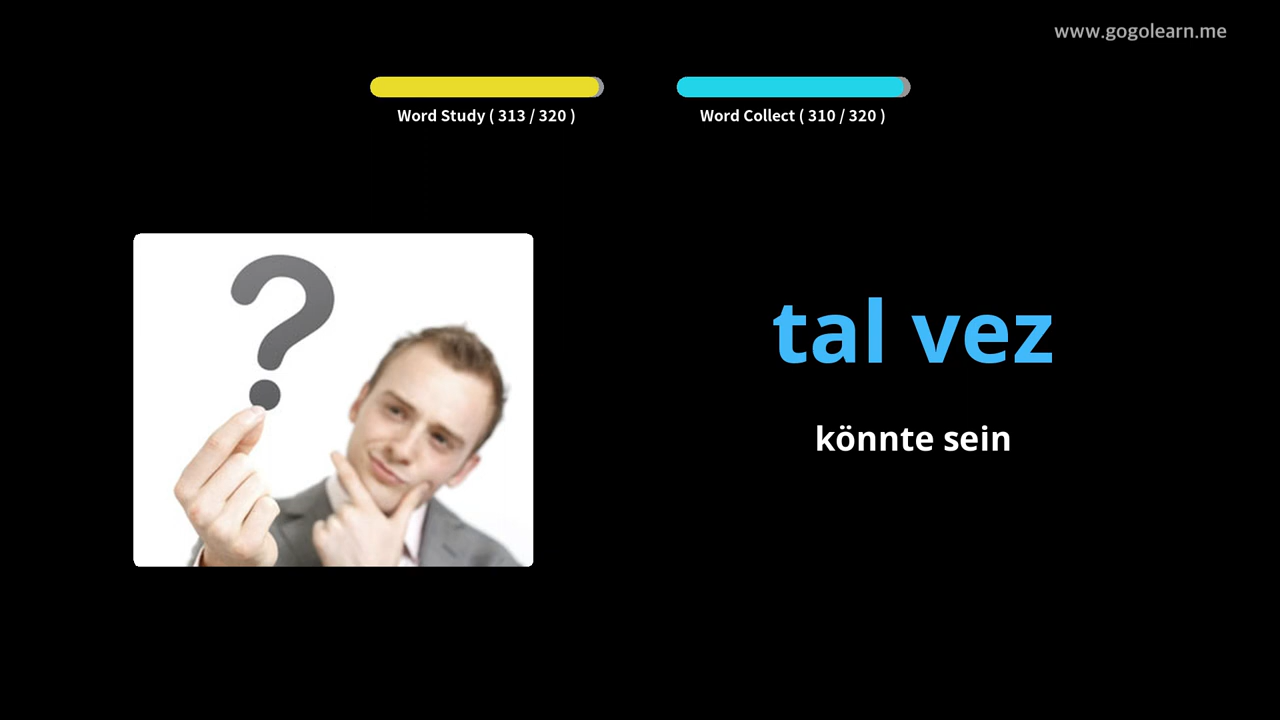 www.gogolearn.me
Word Study ( 313 / 320 )
Word Collect ( 310 / 320 )
?
tal vez
könnte sein